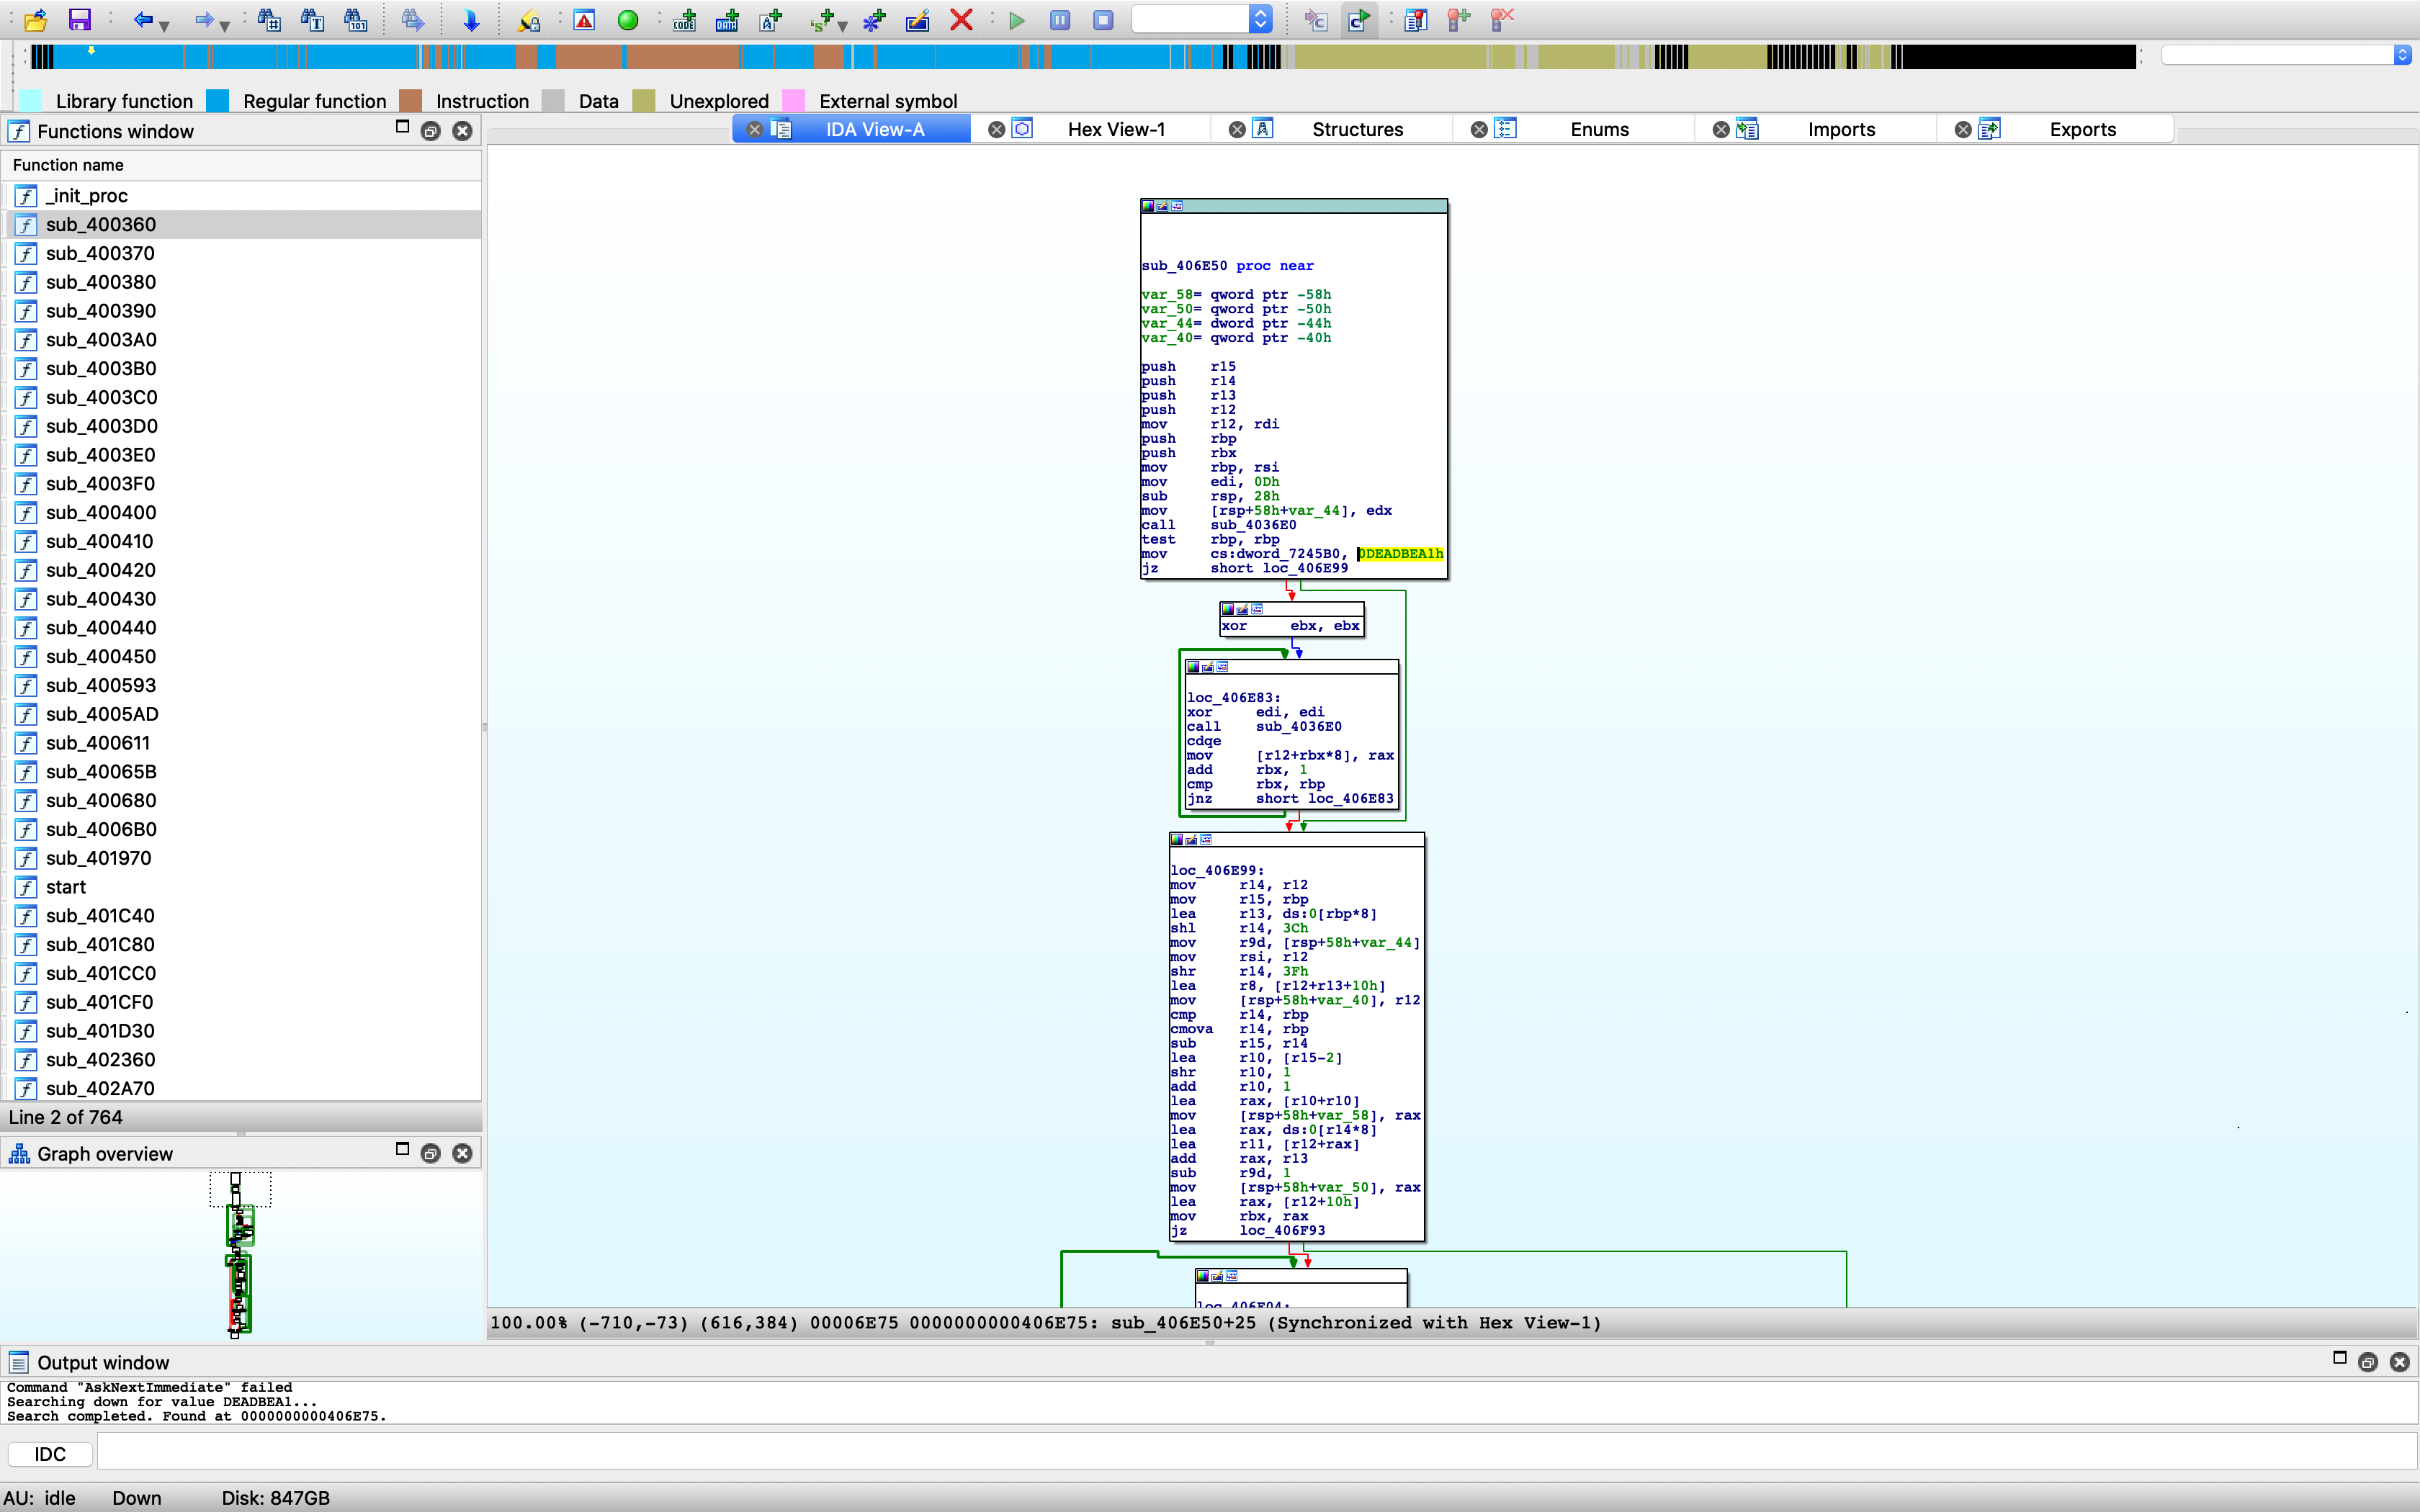 Library function Regular function Instruction Data Unexplored External symbol
Functions window
Function name
_init_proc
sub_400360
sub_400370
sub_400380
sub_400390
sub_4003A0
sub_4003B0
sub_4003C0
sub_4003D0
sub_4003E0
sub_4003F0
sub_400400
sub_400410
sub_400420
sub_400430
sub_400440
sub_400450
sub_400593
sub_4005AD
sub_400611
sub_40065B
sub_400680
sub_4006B0
sub_401970
start
sub_401C40
sub_401C80
sub_401CC0
sub_401CF0
sub_401D30
sub_402360
sub_402A70
Line 2 of 764
Graph overview
IDA View-A Hex View-1 Structures Enums Imports Exports
sub_406E50 proc near
var_58= qword ptr -58h
var_50= qword ptr -50h
var_44= dword ptr -44h
var_40= qword ptr -40h
push r15
push r14
push r13
push r12
mov r12, rdi
push rbp
push rbx
mov rbp, rsi
mov edi, 0Dh
sub rsp, 28h
mov [rsp+58h+var_44], edx
call sub_4036E0
test rbp, rbp
mov cs:dword_7245B0, 0DEADBEA1h
jz short loc_406E99
xor ebx, ebx
loc_406E83:
xor edi, edi
call sub_4036E0
cdqe
mov [r12+rbx*8], rax
add rbx, 1
cmp rbx, rbp
jnz short loc_406E83
loc_406E99:
mov r14, r12
mov r15, rbp
lea r13, ds:0[rbp*8]
shl r14, 3Ch
mov r9d, [rsp+58h+var_44]
mov rsi, r12
shr r14, 3Fh
lea r8, [r12+r13+10h]
mov [rsp+58h+var_40], r12
cmp r14, rbp
cmova r14, rbp
sub r15, r14
lea r10, [r15-2]
shr r10, 1
add r10, 1
lea rax, [r10+r10]
mov [rsp+58h+var_58], rax
lea rax, ds:0[r14*8]
lea r11, [r12+rax]
add rax, r13
sub r9d, 1
mov [rsp+58h+var_50], rax
lea rax, [r12+10h]
mov rbx, rax
jz loc_406F93
100.00% (-710,-73) (616,384) 00006E75 0000000000406E75: sub_406E50+25 (Synchronized with Hex View-1)
Output window
Command "AskNextImmediate" failed
Searching down for value DEADBEA1...
Search completed. Found at 0000000000406E75.
IDC
AU: idle Down Disk: 847GB